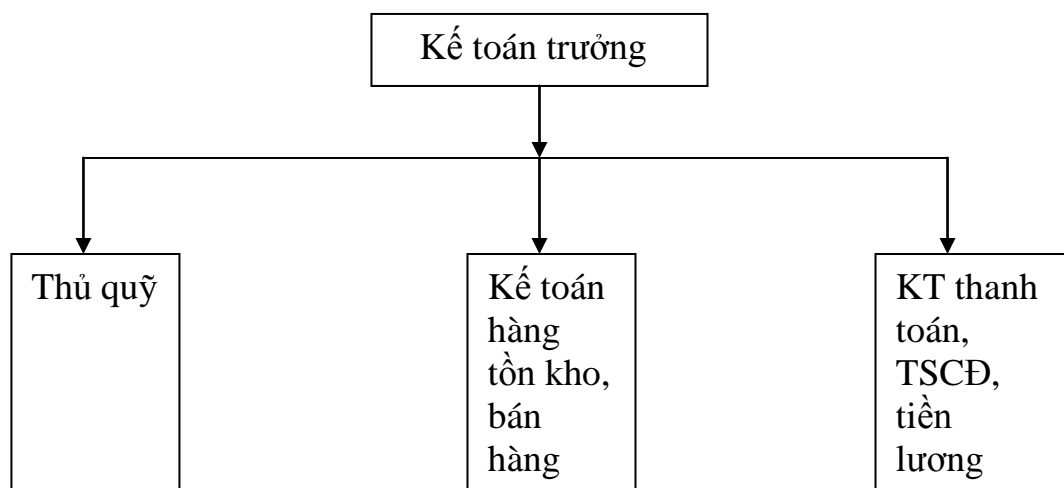 Kế toán trưởng
Thủ quỹ
Kế toán
hàng
tồn kho,
bán
hàng
KT thanh
toán,
TSCĐ,
tiền
lương